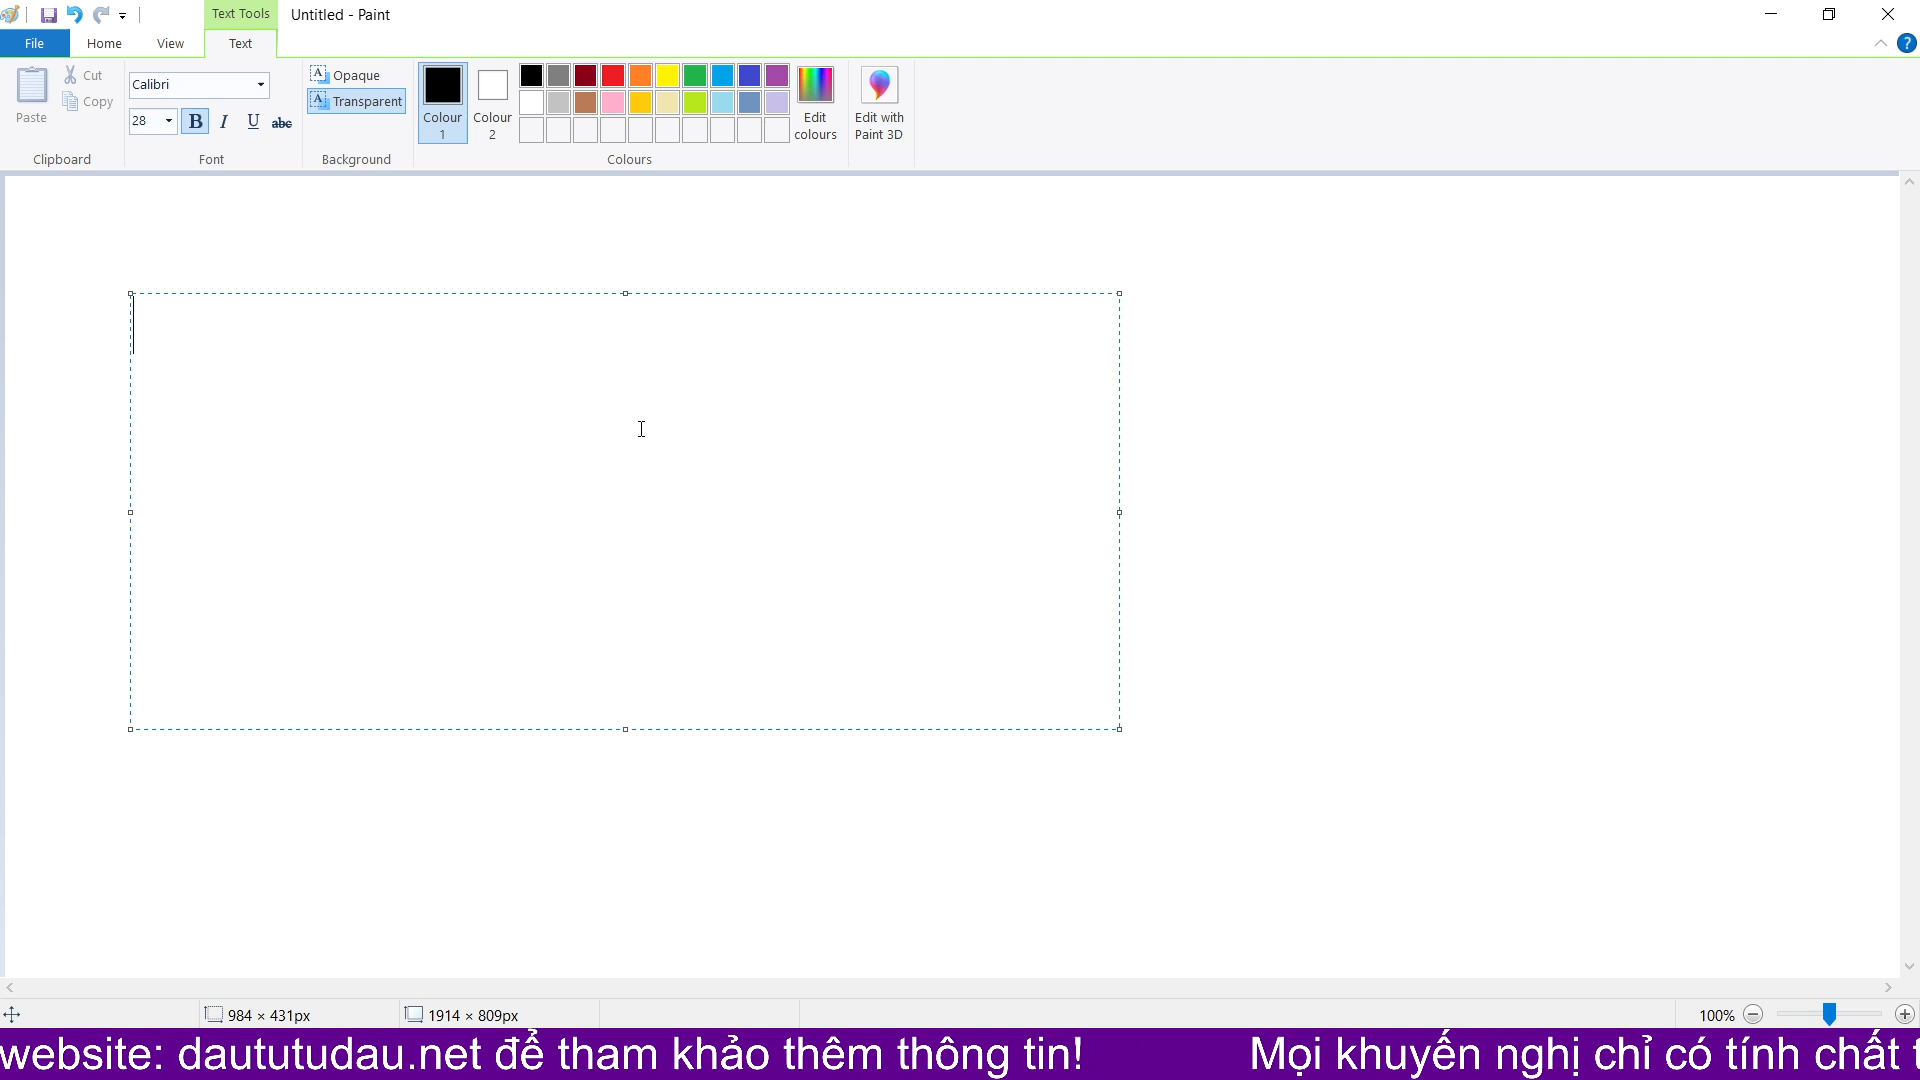 Text Tools
Untitled - Paint
File
Home
View
Text
Paste
Cut
Copy
Clipboard
Calibri
28
B I U abc
Font
Opaque
Transparent
Background
Colour 1
Colour 2
Edit colours
Colours
Edit with Paint 3D
984 × 431px
1914 × 809px
100%
website: daututudau.net để tham khảo thêm thông tin! Mọi khuyến nghị chỉ có tính chất t